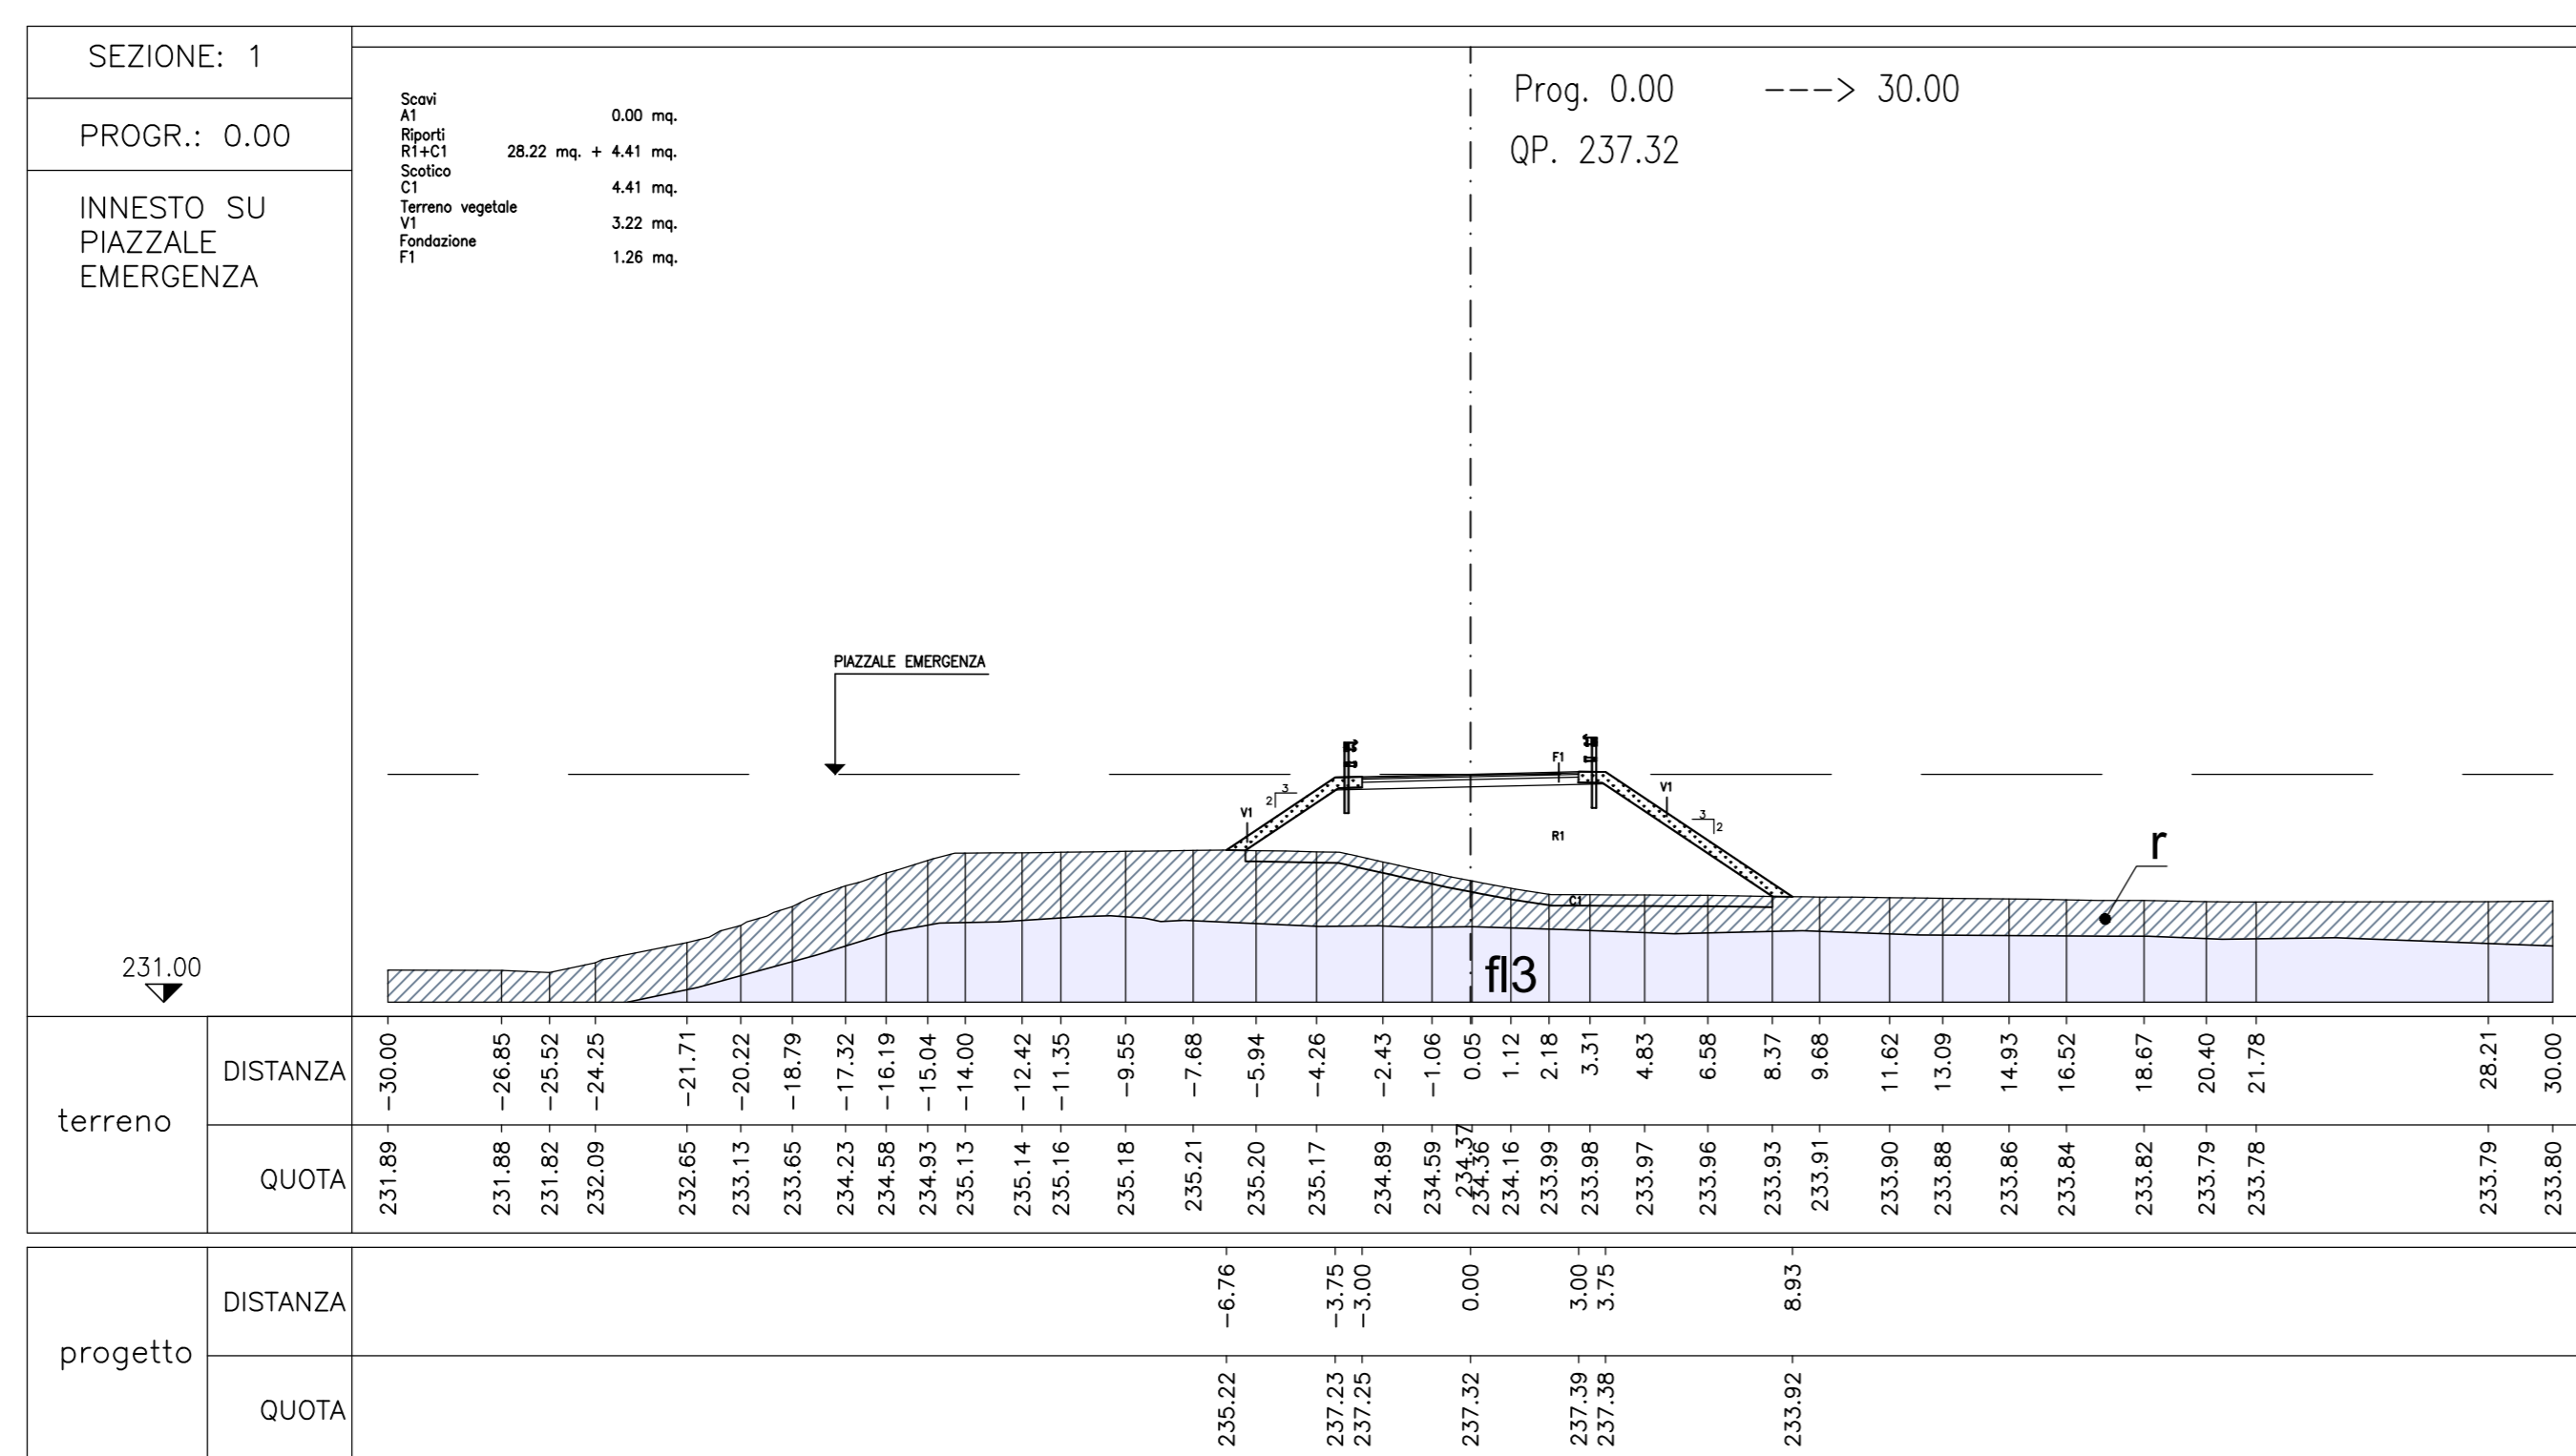 SEZIONE: 1
PROGR.: 0.00
INNESTO SU
PIAZZALE
EMERGENZA
Scavi
A1 0.00 mq.
Riporti
R1+C1 28.22 mq. + 4.41 mq.
Scotico
C1 4.41 mq.
Terreno vegetale
V1 3.22 mq.
Fondazione
F1 1.26 mq.
Prog. 0.00 ---> 30.00
QP. 237.32
PIAZZALE EMERGENZA
F1
3
2
V1
V1
3
2
R1
r
C1
231.00
fl3
terreno
DISTANZA
-30.00 -26.85 -25.52 -24.25 -21.71 -20.22 -18.79 -17.32 -16.19 -15.04 -14.00 -12.42 -11.35 -9.55 -7.68 -5.94 -4.26 -2.43 -1.06 0.05 1.12 2.18 3.31 4.83 6.58 8.37 9.68 11.62 13.09 14.93 16.52 18.67 20.40 21.78 28.21 30.00
QUOTA
231.89 231.88 231.82 232.09 232.65 233.13 233.65 234.23 234.58 234.93 235.13 235.14 235.16 235.18 235.21 235.20 235.17 234.89 234.59 234.37 234.36 234.16 233.99 233.98 233.97 233.96 233.93 233.91 233.90 233.88 233.86 233.84 233.82 233.79 233.78 233.79 233.80
progetto
DISTANZA
-6.76 -3.75 -3.00 0.00 3.00 3.75 8.93
QUOTA
235.22 237.23 237.25 237.32 237.39 237.38 233.92